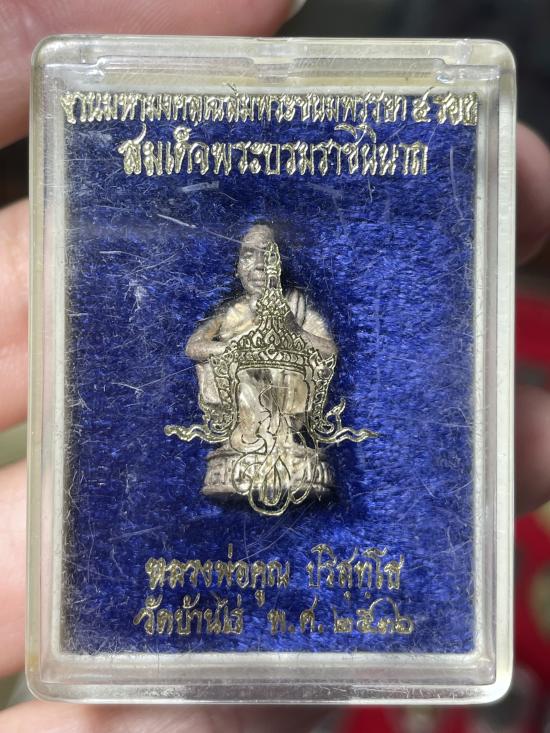 งานมหามงคลเฉลิมพระชนมพรรษา ๕ รอบ
สมเด็จพระบรมราชินีนาถ
หลวงพ่อคูณ ปริสุทฺโธ
วัดบ้านไร่ พ.ศ. ๒๕๓๖